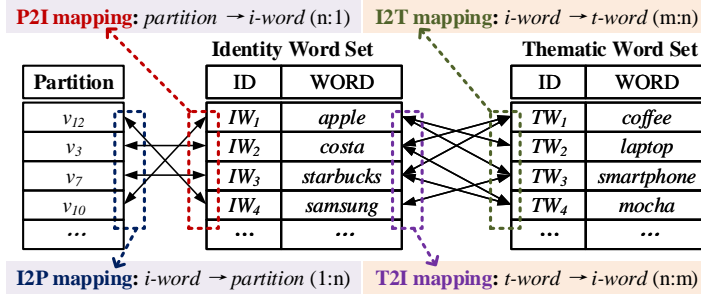 P2I mapping: partition → i-word (n:1) I2T mapping: i-word → t-word (m:n)
Identity Word Set Thematic Word Set
Partition ID WORD ID WORD
v12 IW1 apple TW1 coffee
v3 IW2 costa TW2 laptop
v7 IW3 starbucks TW3 smartphone
v10 IW4 samsung TW4 mocha
... ... ... ... ...
I2P mapping: i-word → partition (1:n) T2I mapping: t-word → i-word (n:m)